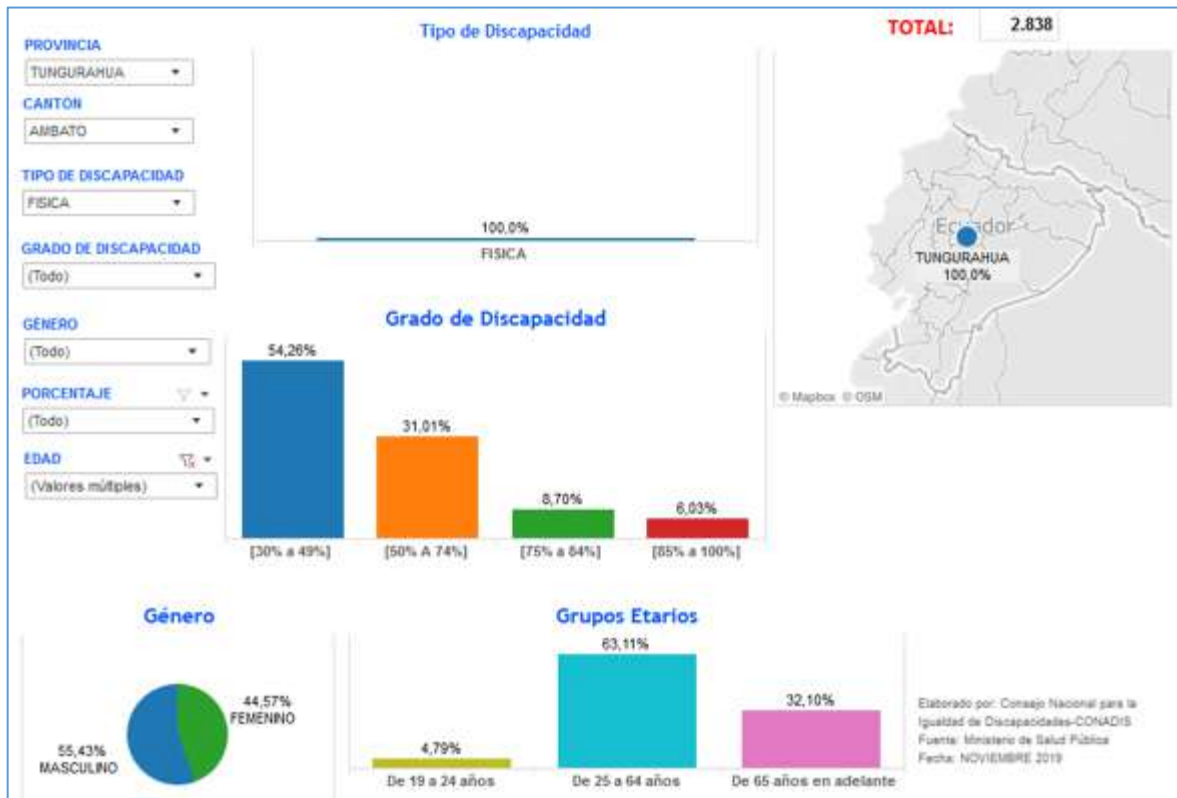 PROVINCIA
TUNGURAHUA
CANTÓN
AMBATO
TIPO DE DISCAPACIDAD
FISICA
GRADO DE DISCAPACIDAD
(Todo)
GÉNERO
(Todo)
PORCENTAJE
(Todo)
EDAD
(Valores múltiples)
Tipo de Discapacidad
100,0%
FISICA
TOTAL: 2.838
Ecuador
TUNGURAHUA
100,0%
© Mapbox © OSM
Grado de Discapacidad
54,26%
31,01%
8,70%
6,03%
[30% a 49%] [50% A 74%] [75% a 84%] [85% a 100%]
Género
44,57%
FEMENINO
55,43%
MASCULINO
Grupos Etarios
63,11%
32,10%
4,79%
De 19 a 24 años De 25 a 64 años De 65 años en adelante
Elaborado por: Consejo Nacional para la
Igualdad de Discapacidades-CONADIS
Fuente: Ministerio de Salud Pública
Fecha: NOVIEMBRE 2019